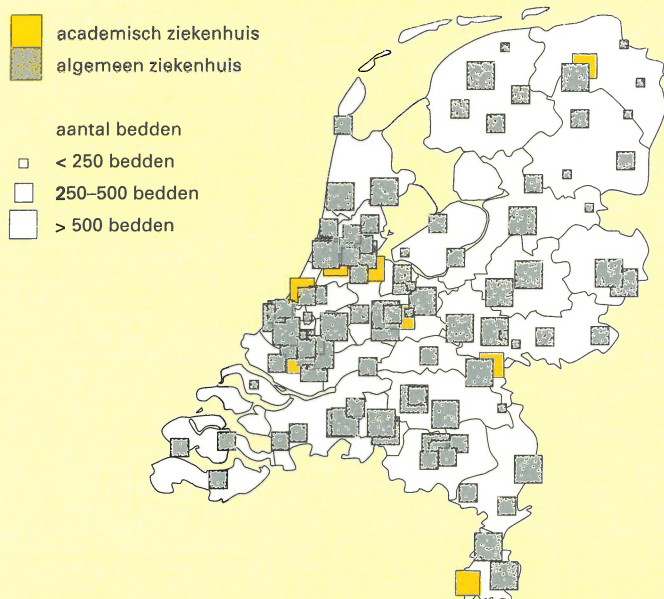 academisch ziekenhuis
algemeen ziekenhuis
aantal bedden
< 250 bedden
250–500 bedden
> 500 bedden